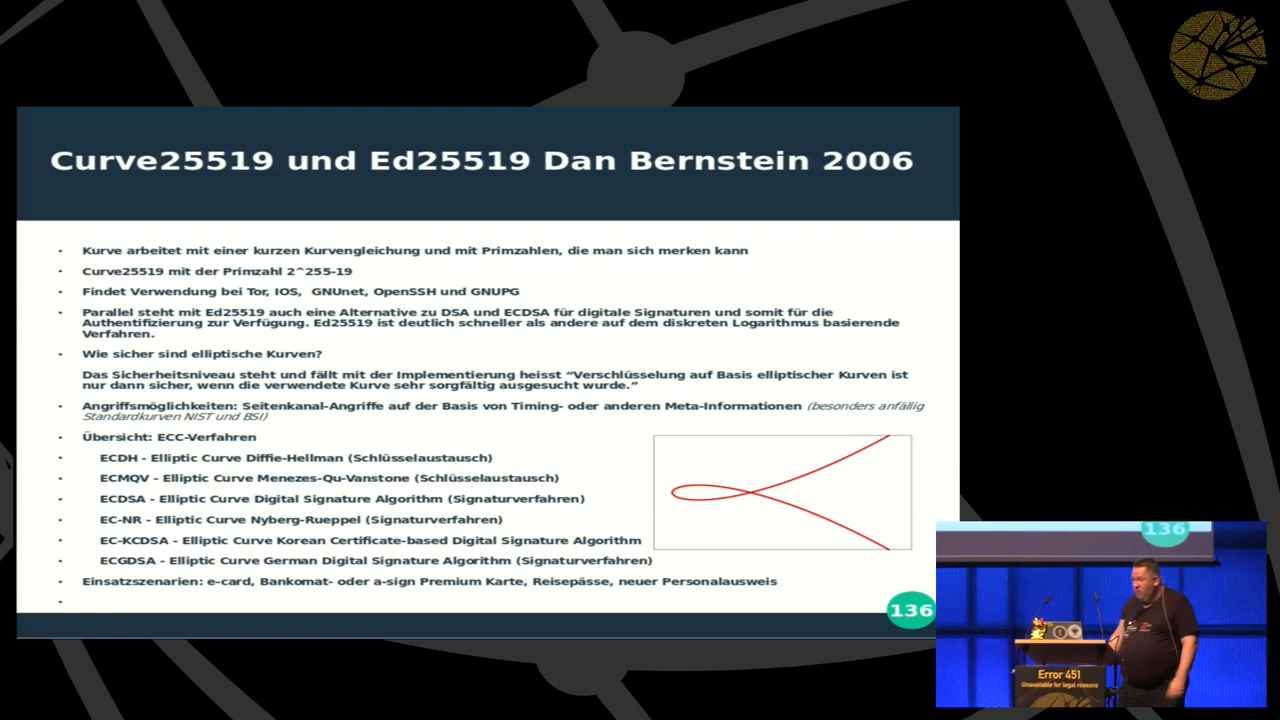 Curve25519 und Ed25519 Dan Bernstein 2006
Kurve arbeitet mit einer kurzen Kurvengleichung und mit Primzahlen, die man sich merken kann
Curve25519 mit der Primzahl 2^255-19
Findet Verwendung bei Tor, IOS, GNUnet, OpenSSH und GNUPG
Parallel steht mit Ed25519 auch eine Alternative zu DSA und ECDSA für digitale Signaturen und somit für die
Authentifizierung zur Verfügung. Ed25519 ist deutlich schneller als andere auf dem diskreten Logarithmus basierende
Verfahren.
Wie sicher sind elliptische Kurven?
Das Sicherheitsniveau steht und fällt mit der Implementierung heisst “Verschlüsselung auf Basis elliptischer Kurven ist
nur dann sicher, wenn die verwendete Kurve sehr sorgfältig ausgesucht wurde.”
Angriffsmöglichkeiten: Seitenkanal-Angriffe auf der Basis von Timing- oder anderen Meta-Informationen (besonders anfällig
Standardkurven NIST und BSI)
Übersicht: ECC-Verfahren
ECDH - Elliptic Curve Diffie-Hellman (Schlüsselaustausch)
ECMQV - Elliptic Curve Menezes-Qu-Vanstone (Schlüsselaustausch)
ECDSA - Elliptic Curve Digital Signature Algorithm (Signaturverfahren)
EC-NR - Elliptic Curve Nyberg-Rueppel (Signaturverfahren)
EC-KCDSA - Elliptic Curve Korean Certificate-based Digital Signature Algorithm
ECGDSA - Elliptic Curve German Digital Signature Algorithm (Signaturverfahren)
Einsatzszenarien: e-card, Bankomat- oder a-sign Premium Karte, Reisepässe, neuer Personalausweis
136
136
Error 451
Unavailable for legal reasons